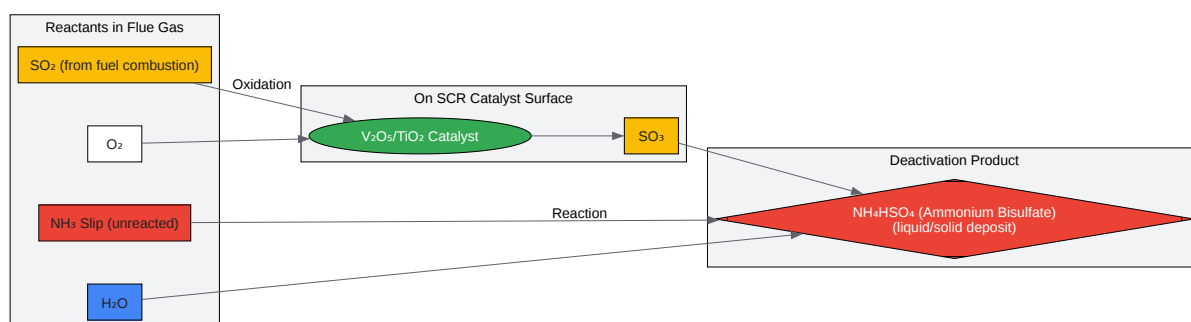 Reactants in Flue Gas
SO₂ (from fuel combustion)
Oxidation
On SCR Catalyst Surface
O₂
V₂O₅/TiO₂ Catalyst
SO₃
Deactivation Product
NH₃ Slip (unreacted)
Reaction
NH₄HSO₄ (Ammonium Bisulfate)
(liquid/solid deposit)
H₂O